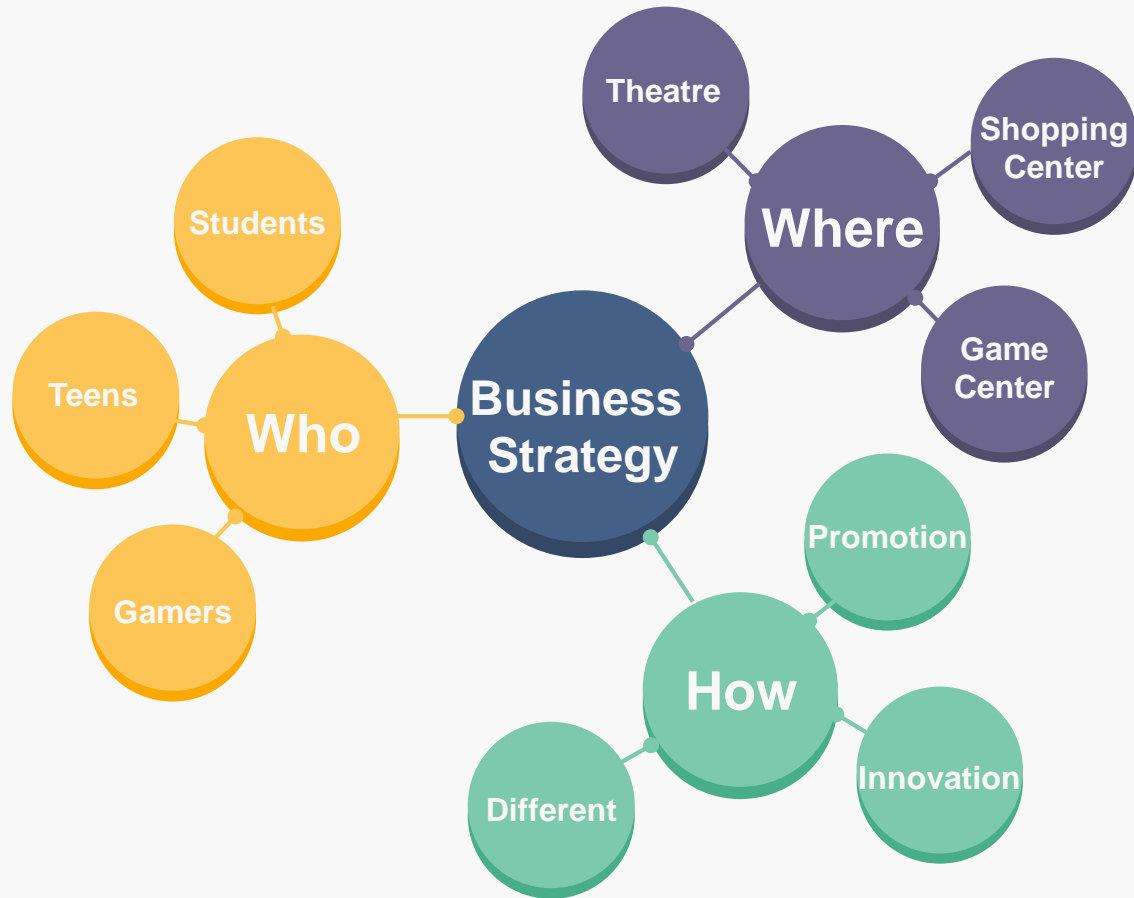 Business
Strategy
Who
Students
Teens
Gamers
Where
Theatre
Shopping
Center
Game
Center
How
Promotion
Innovation
Different